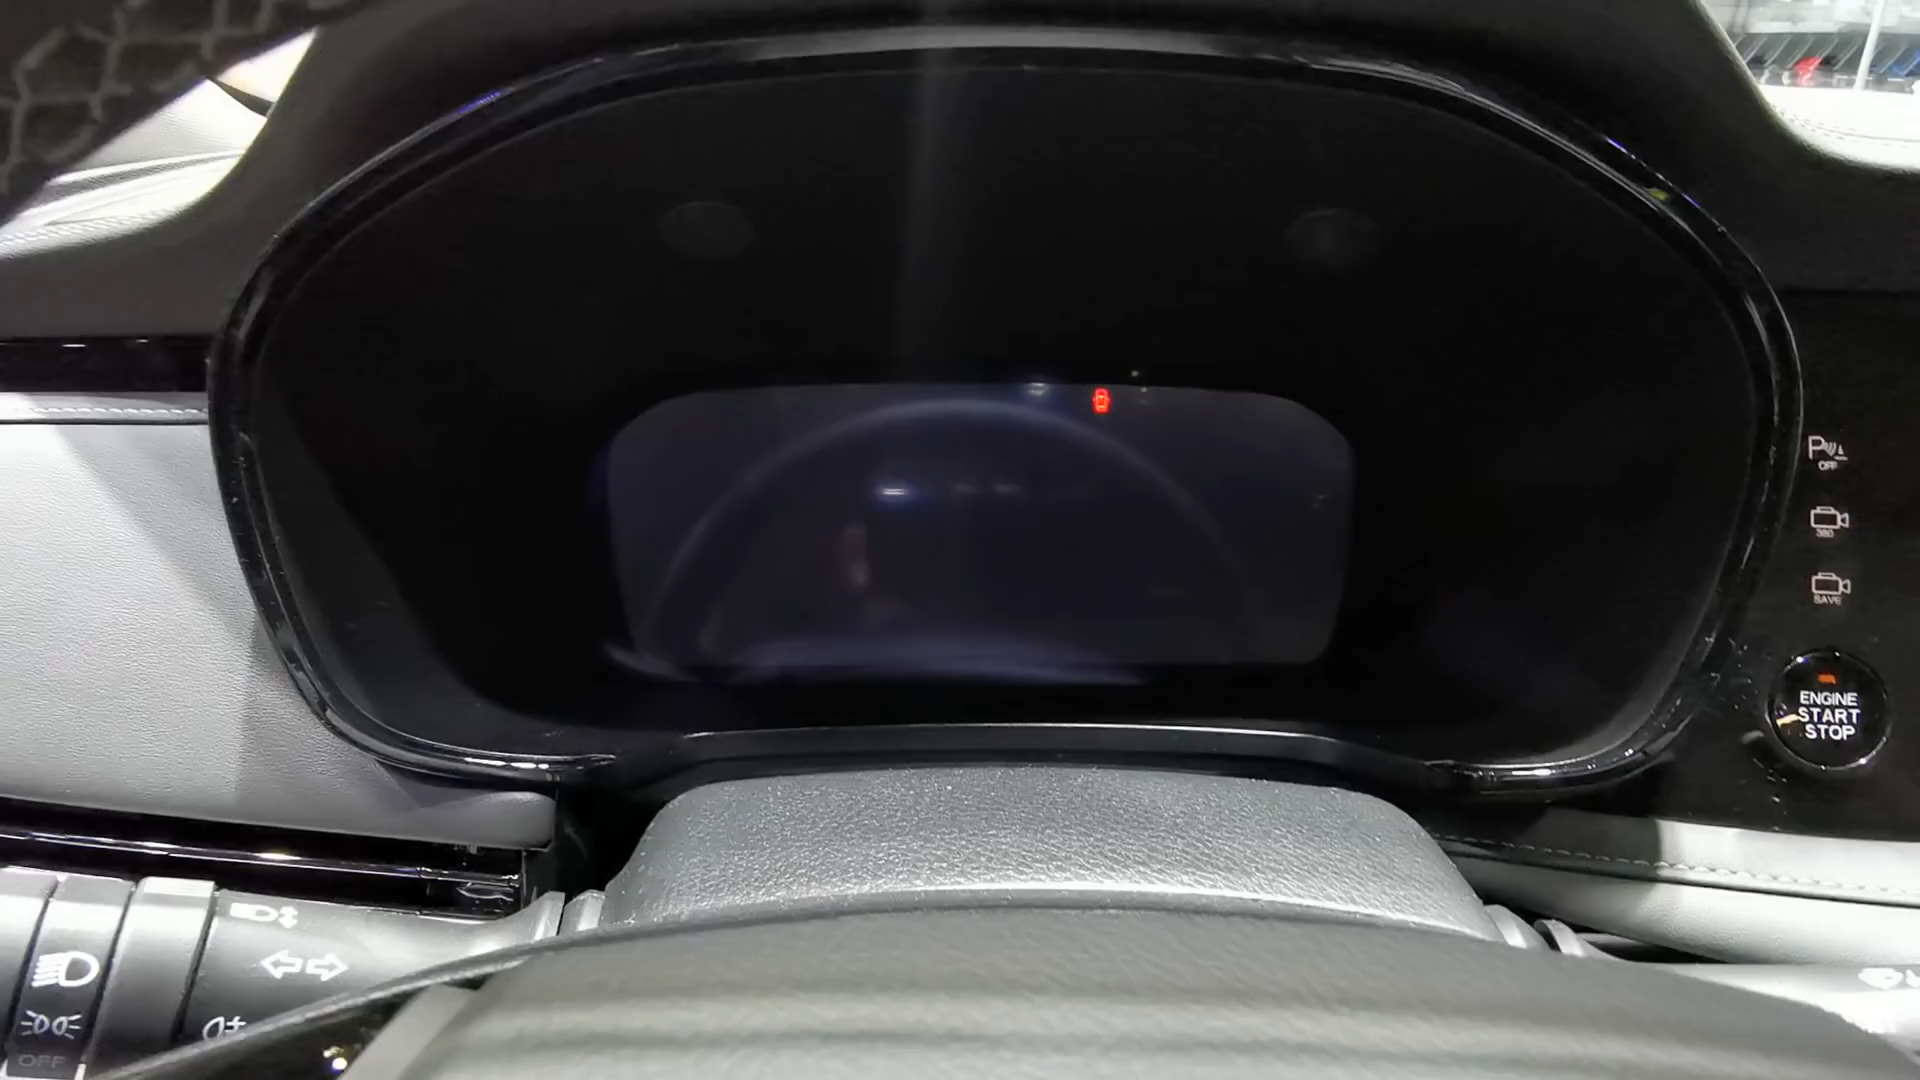 P
OFF
360
SAVE
ENGINE
START
STOP
OFF